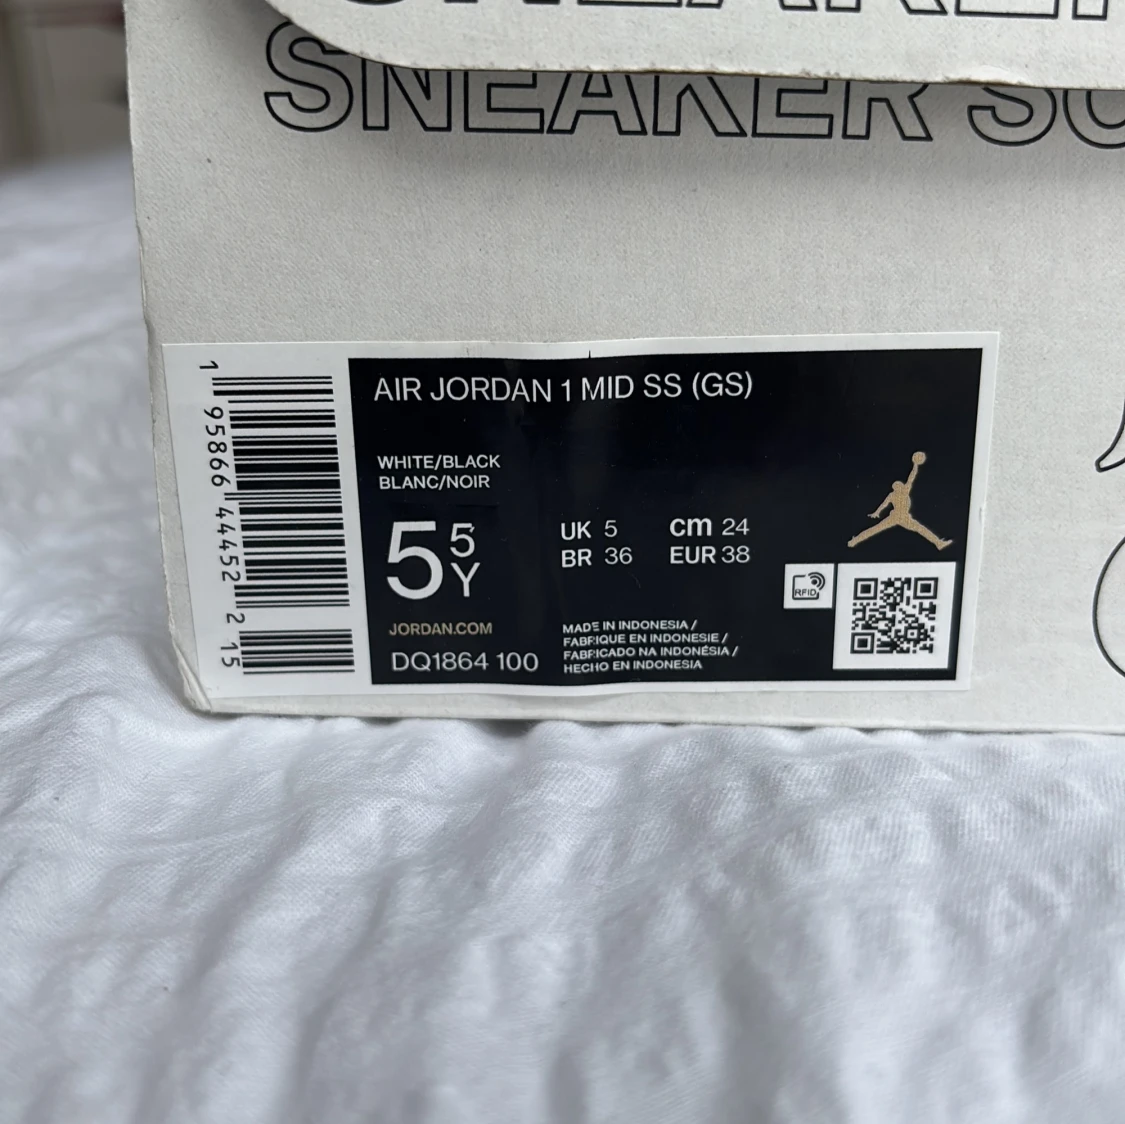 SNEAKER
SNEAKER
AIR JORDAN 1 MID SS (GS)
WHITE/BLACK
BLANC/NOIR
5 5Y
UK 5 cm 24
BR 36 EUR 38
JORDAN.COM
DQ1864 100
MADE IN INDONESIA /
FABRIQUE EN INDONESIE /
FABRICADO NA INDONÉSIA /
HECHO EN INDONESIA
RFID
1 95866 44452 2 15